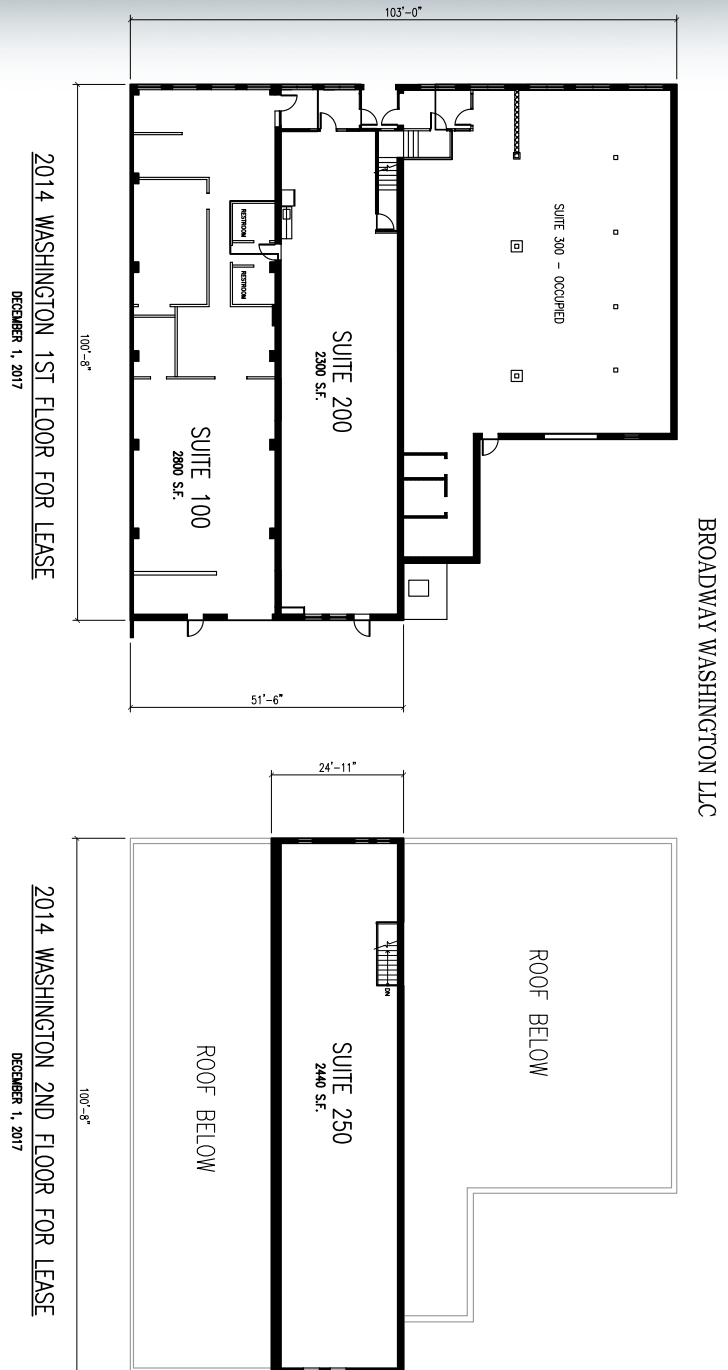 BROADWAY WASHINGTON LLC
103'-0"
SUITE 300 - OCCUPIED
SUITE 200
2300 S.F.
RESTROOM
RESTROOM
SUITE 100
2800 S.F.
100'-8"
51'-6"
2014 WASHINGTON 1ST FLOOR FOR LEASE
DECEMBER 1, 2017
24'-11"
ROOF BELOW
DN
SUITE 250
2440 S.F.
ROOF BELOW
100'-8"
2014 WASHINGTON 2ND FLOOR FOR LEASE
DECEMBER 1, 2017